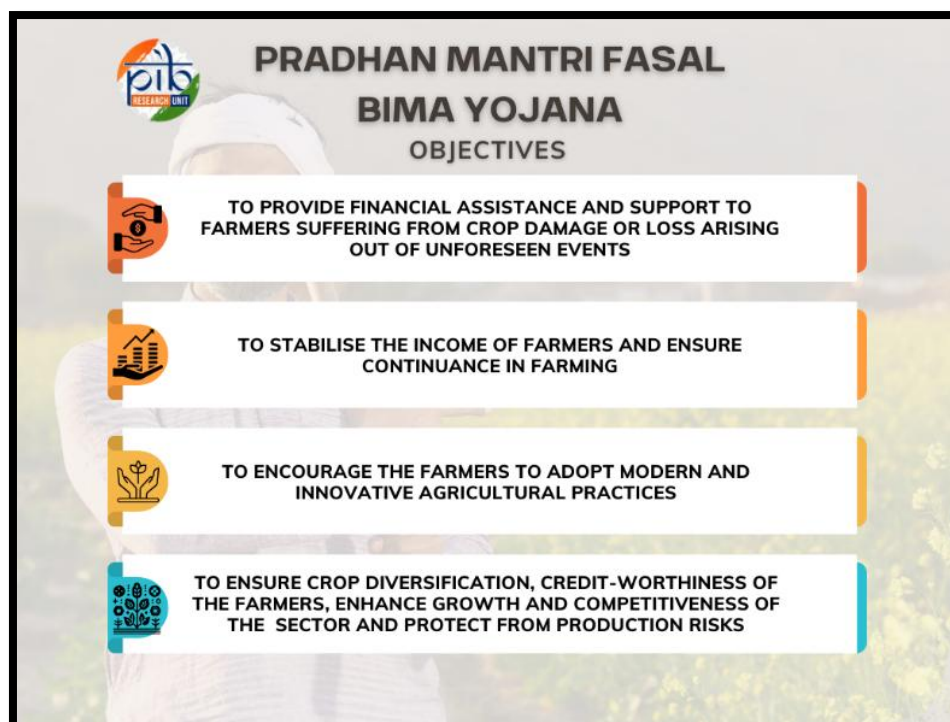 pib
RESEARCH UNIT
PRADHAN MANTRI FASAL
BIMA YOJANA
OBJECTIVES
TO PROVIDE FINANCIAL ASSISTANCE AND SUPPORT TO
FARMERS SUFFERING FROM CROP DAMAGE OR LOSS ARISING
OUT OF UNFORESEEN EVENTS
TO STABILISE THE INCOME OF FARMERS AND ENSURE
CONTINUANCE IN FARMING
TO ENCOURAGE THE FARMERS TO ADOPT MODERN AND
INNOVATIVE AGRICULTURAL PRACTICES
TO ENSURE CROP DIVERSIFICATION, CREDIT-WORTHINESS OF
THE FARMERS, ENHANCE GROWTH AND COMPETITIVENESS OF
THE SECTOR AND PROTECT FROM PRODUCTION RISKS